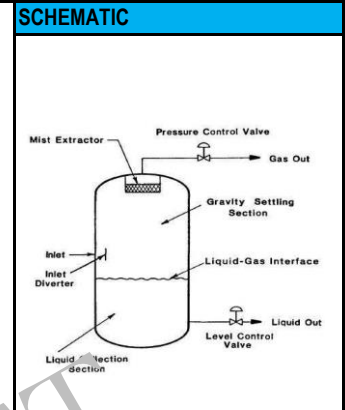 SCHEMATIC
Pressure Control Valve
Mist Extractor
Gas Out
Gravity Settling
Section
Inlet
Liquid-Gas Interface
Inlet
Diverter
Liquid Out
Level Control
Valve
Liquid Collection
Section